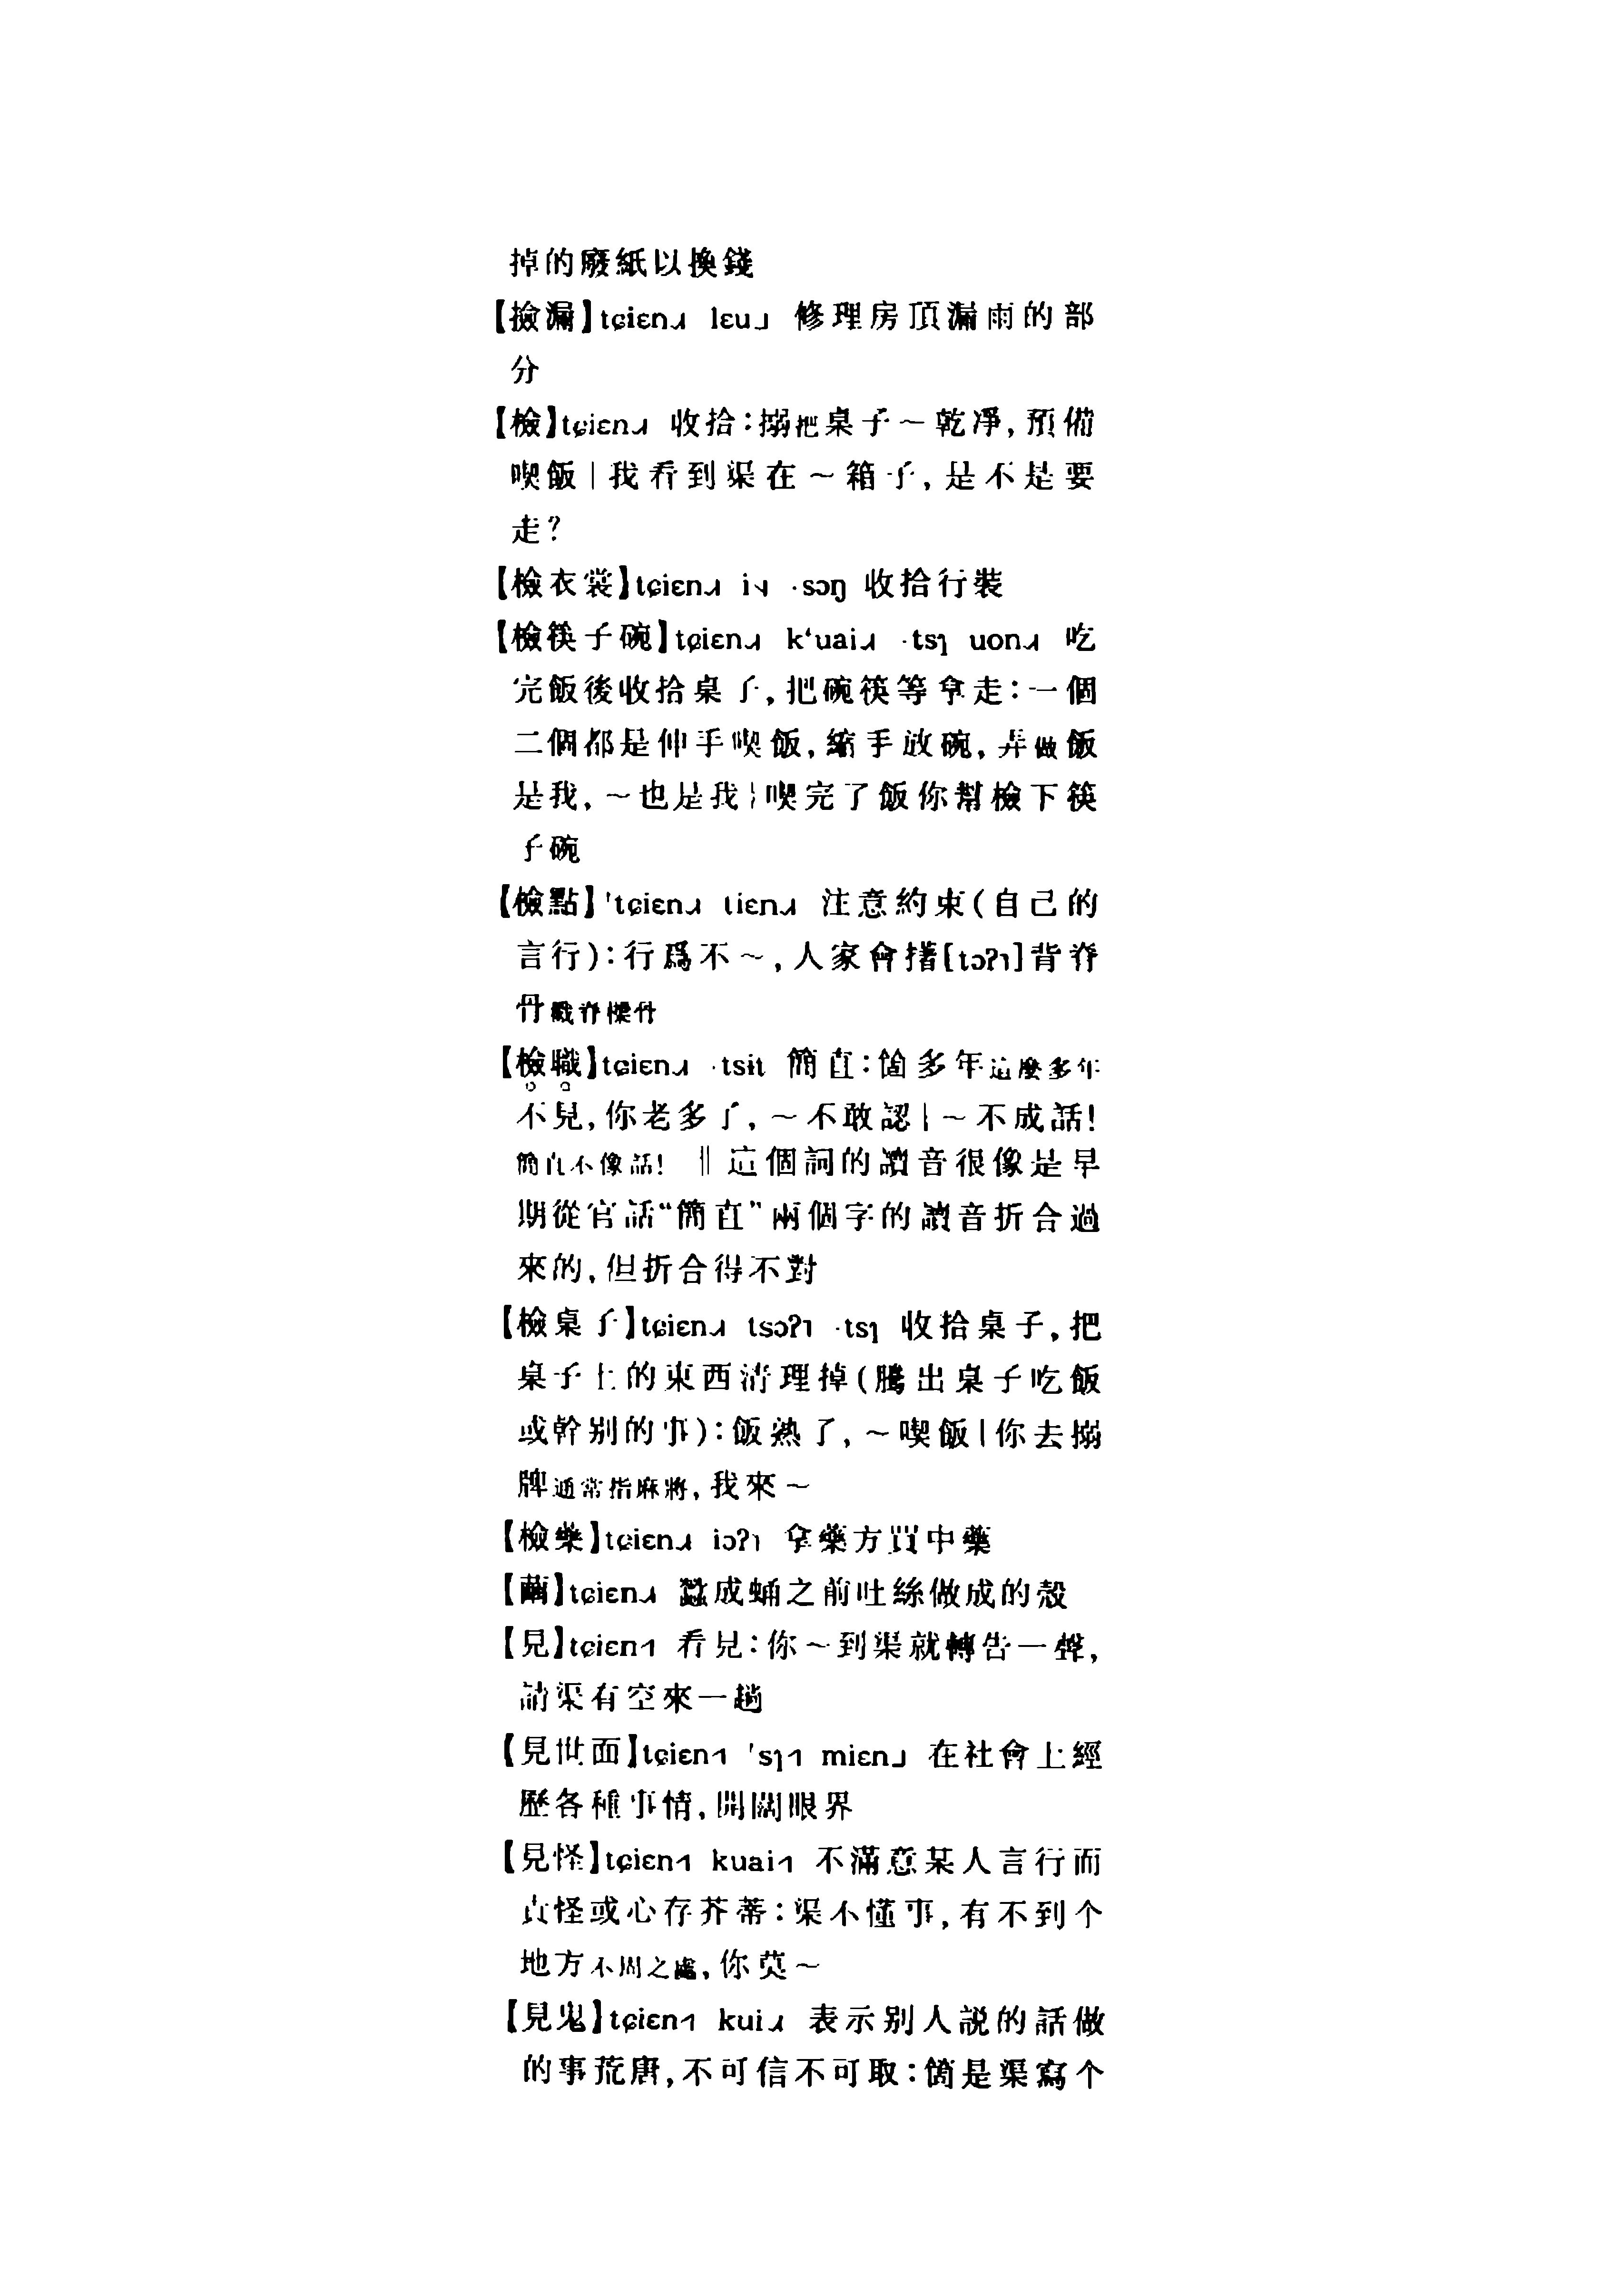 掉的廢紙以換錢
【撿漏】tɕiɛn˩˧ lɛu˩ 修理房頂漏雨的部
分
【檢】tɕiɛn˩˧ 收拾：搦把桌子～乾凈，預備
喫飯｜我看到渠在～箱子，是不是要
走？
【檢衣裳】tɕiɛn˩˧ i˦˨ ·sɔŋ 收拾行裝
【檢筷子碗】tɕiɛn˩˧ k‘uai˩˧ ·tsʅ uon˩˧ 吃
完飯後收拾桌子，把碗筷等拿走：一個
二個都是伸手喫飯，縮手放碗，弄做飯
是我，～也是我｜喫完了飯你幫檢下筷
子碗
【檢點】'tɕiɛn˩˧ tiɛn˩˧ 注意約束（自己的
言行）：行爲不～，人家會撯[tɔʔ˥]背脊
骨戳脊樑骨
【檢職】tɕiɛn˩˧ ·tsit 簡直：箇多年這麼多年
不見，你老多了，～不敢認｜～不成話！
簡直不像話！ ‖ 這個詞的讀音很像是早
期從官話“簡直”兩個字的讀音折合過
來的，但折合得不對
【檢桌子】tɕiɛn˩˧ tsɔʔ˥ ·tsʅ 收拾桌子，把
桌子上的東西清理掉（騰出桌子吃飯
或幹别的事）：飯熟了，～喫飯｜你去搦
牌通常指麻將，我來～
【檢藥】tɕiɛn˩˧ iɔʔ˥ 拿藥方買中藥
【繭】tɕiɛn˩˧ 蠶成蛹之前吐絲做成的殼
【見】tɕiɛn˧˥ 看見：你～到渠就轉告一聲，
請渠有空來一趟
【見世面】tɕiɛn˧˥ 'sʅ˧˥ miɛn˩ 在社會上經
歷各種事情，開闊眼界
【見怪】tɕiɛn˧˥ kuai˧˥ 不滿意某人言行而
責怪或心存芥蒂：渠不懂事，有不到个
地方不周之處，你莫～
【見鬼】tɕiɛn˧˥ kui˩˧ 表示别人説的話做
的事荒唐，不可信不可取：箇是渠寫个